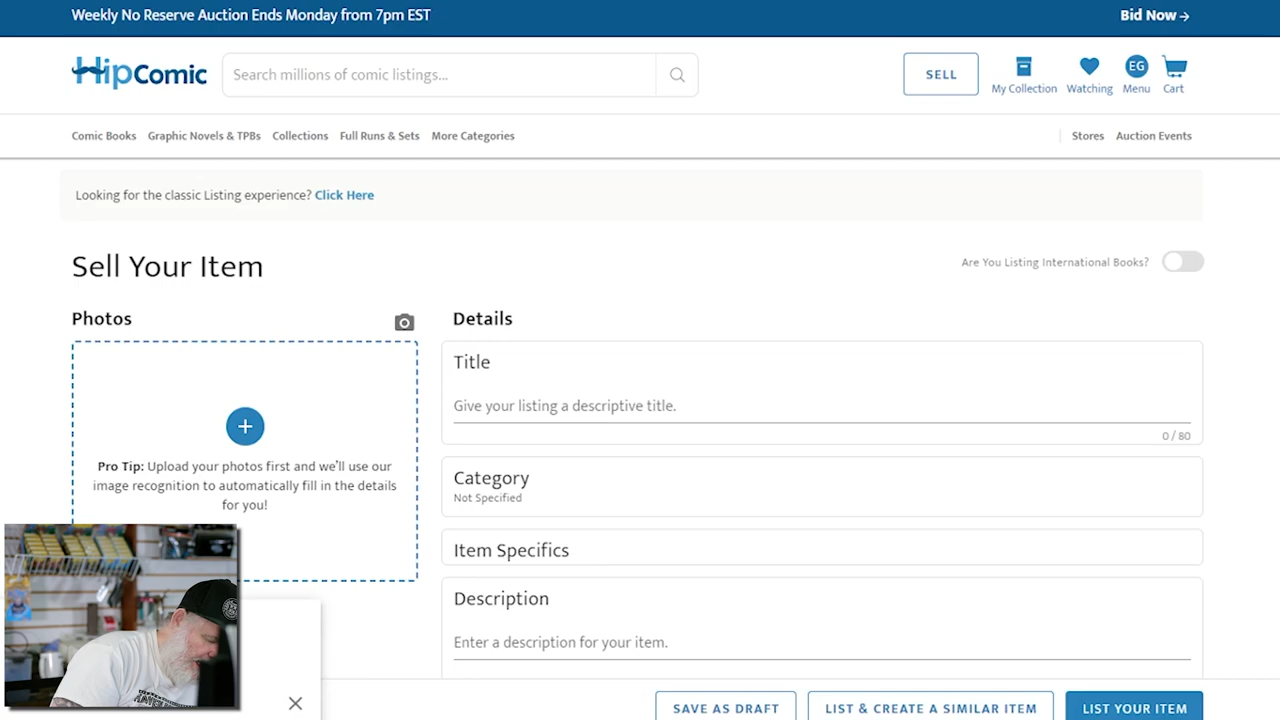 Weekly No Reserve Auction Ends Monday from 7pm EST
Bid Now →
HipComic
Search millions of comic listings...
SELL
My Collection
Watching
EG
Menu
Cart
Comic Books
Graphic Novels & TPBs
Collections
Full Runs & Sets
More Categories
Stores
Auction Events
Looking for the classic Listing experience? Click Here
Sell Your Item
Are You Listing International Books?
Photos
Pro Tip: Upload your photos first and we'll use our
image recognition to automatically fill in the details
for you!
Details
Title
Give your listing a descriptive title.
0 / 80
Category
Not Specified
Item Specifics
Description
Enter a description for your item.
SAVE AS DRAFT
LIST & CREATE A SIMILAR ITEM
LIST YOUR ITEM